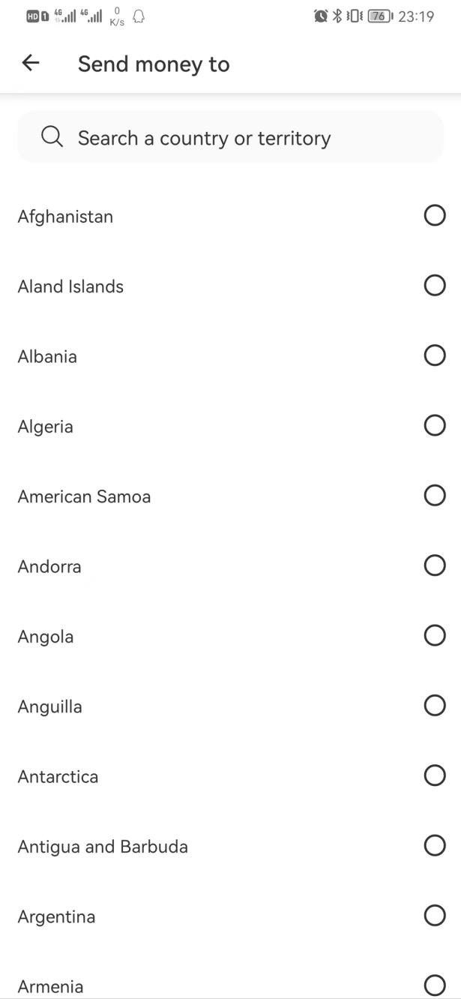 HD 1 4G 4G 0 K/s 76 23:19
Send money to
Search a country or territory
Afghanistan
Aland Islands
Albania
Algeria
American Samoa
Andorra
Angola
Anguilla
Antarctica
Antigua and Barbuda
Argentina
Armenia